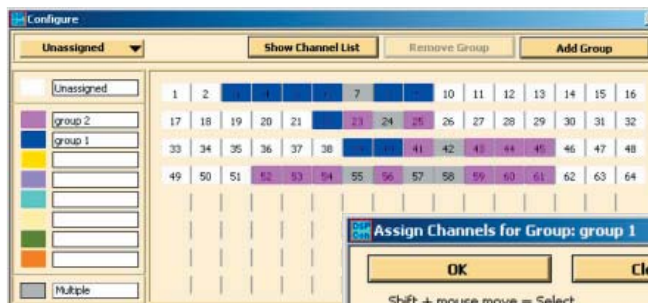 Configure
Unassigned Show Channel List Remove Group Add Group
Unassigned
group 2
group 1
Multiple
1 2 7 10 11 12 13 14 15 16
17 18 19 20 21 23 24 25 26 27 28 29 30 31 32
33 34 35 36 37 38 41 42 43 44 45 46 47 48
49 50 51 52 53 54 55 56 57 58 59 60 61 62 63 64
Assign Channels for Group: group 1
OK Cl
Shift + mouse move = Select